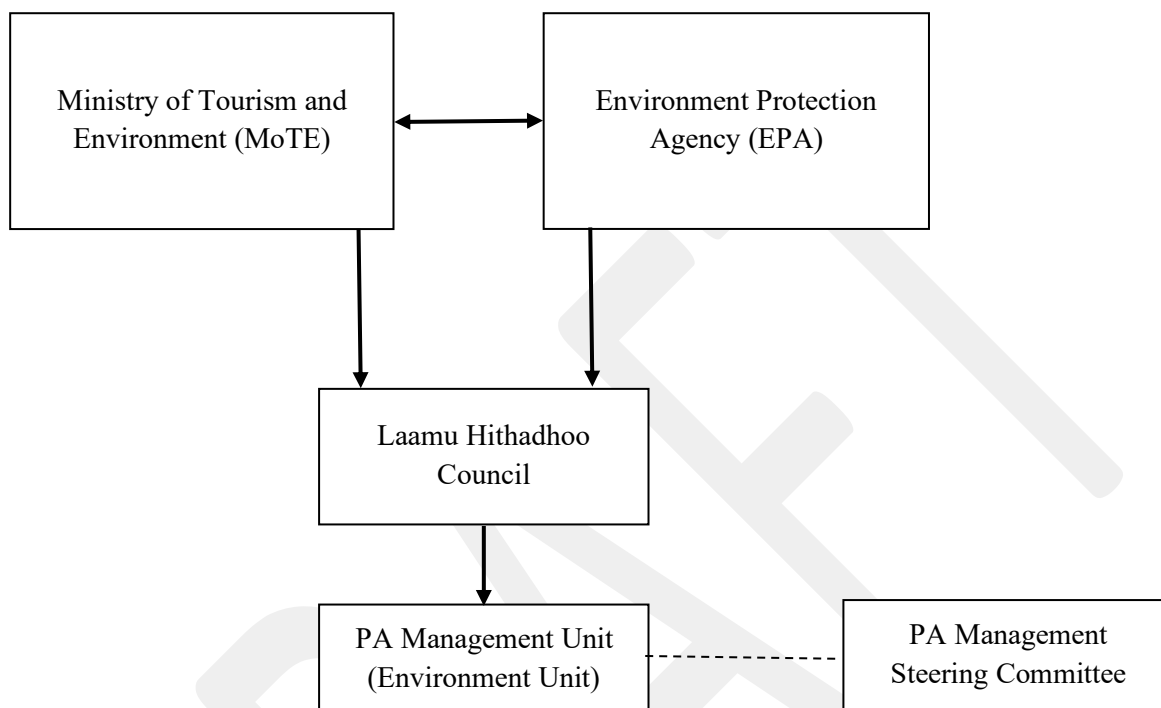 Ministry of Tourism and
Environment (MoTE)
Environment Protection
Agency (EPA)
Laamu Hithadhoo
Council
PA Management Unit
(Environment Unit)
PA Management
Steering Committee